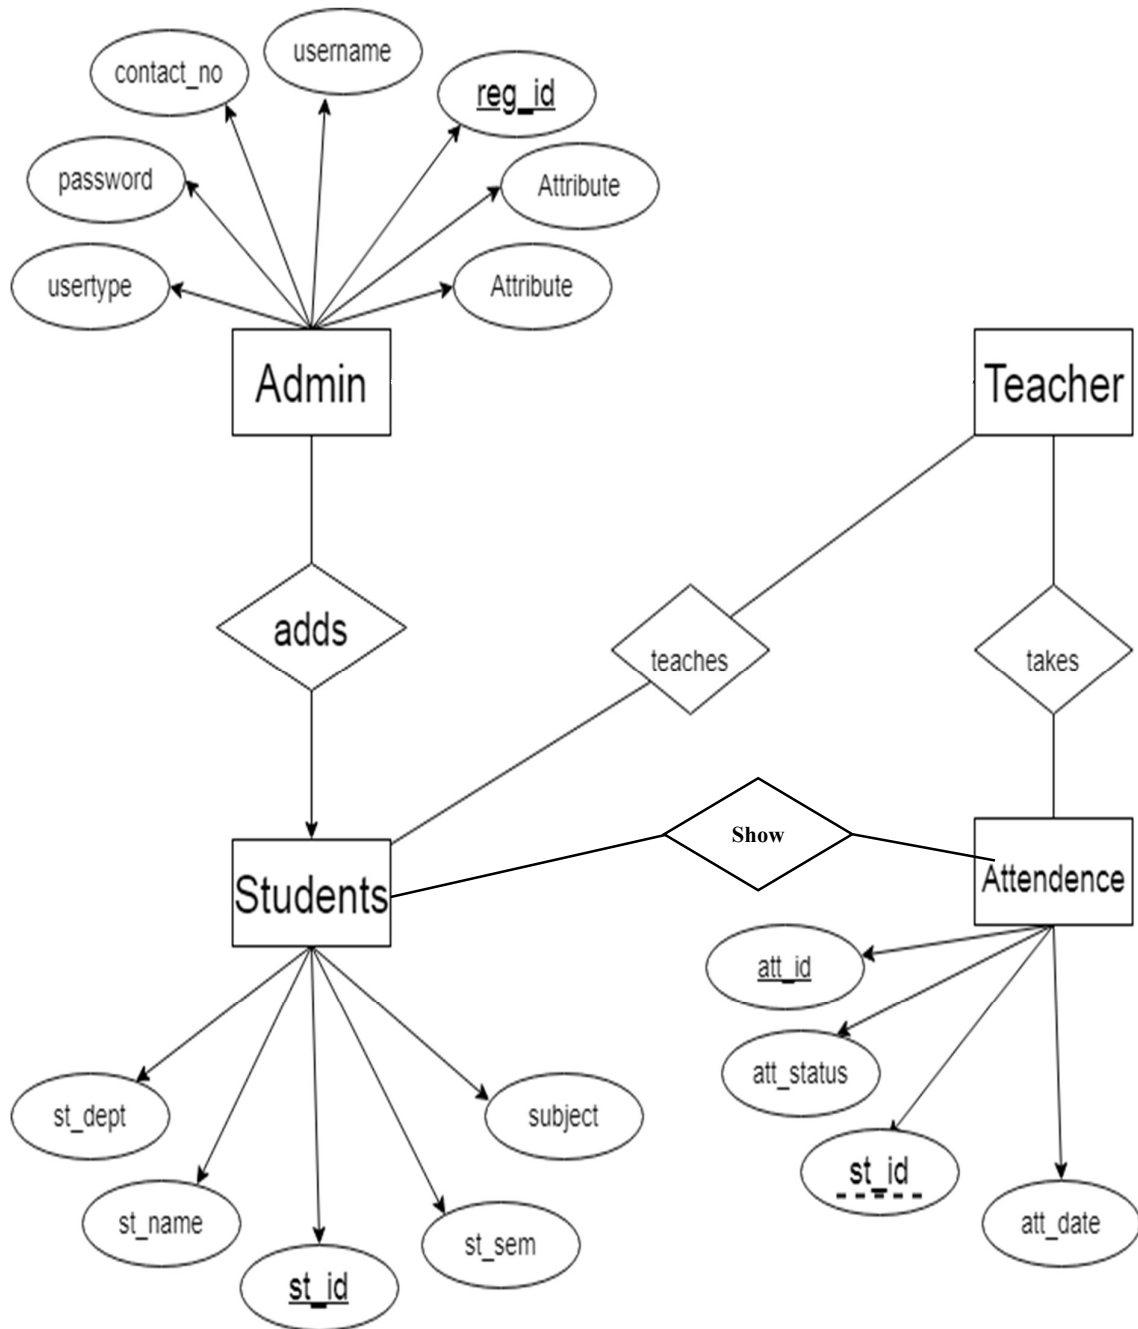 username
contact_no
reg_id
password
Attribute
usertype
Attribute
Admin
Teacher
adds
teaches
takes
Show
Students
Attendence
att_id
att_status
st_dept
subject
st_id
st_name
att_date
st_sem
st_id